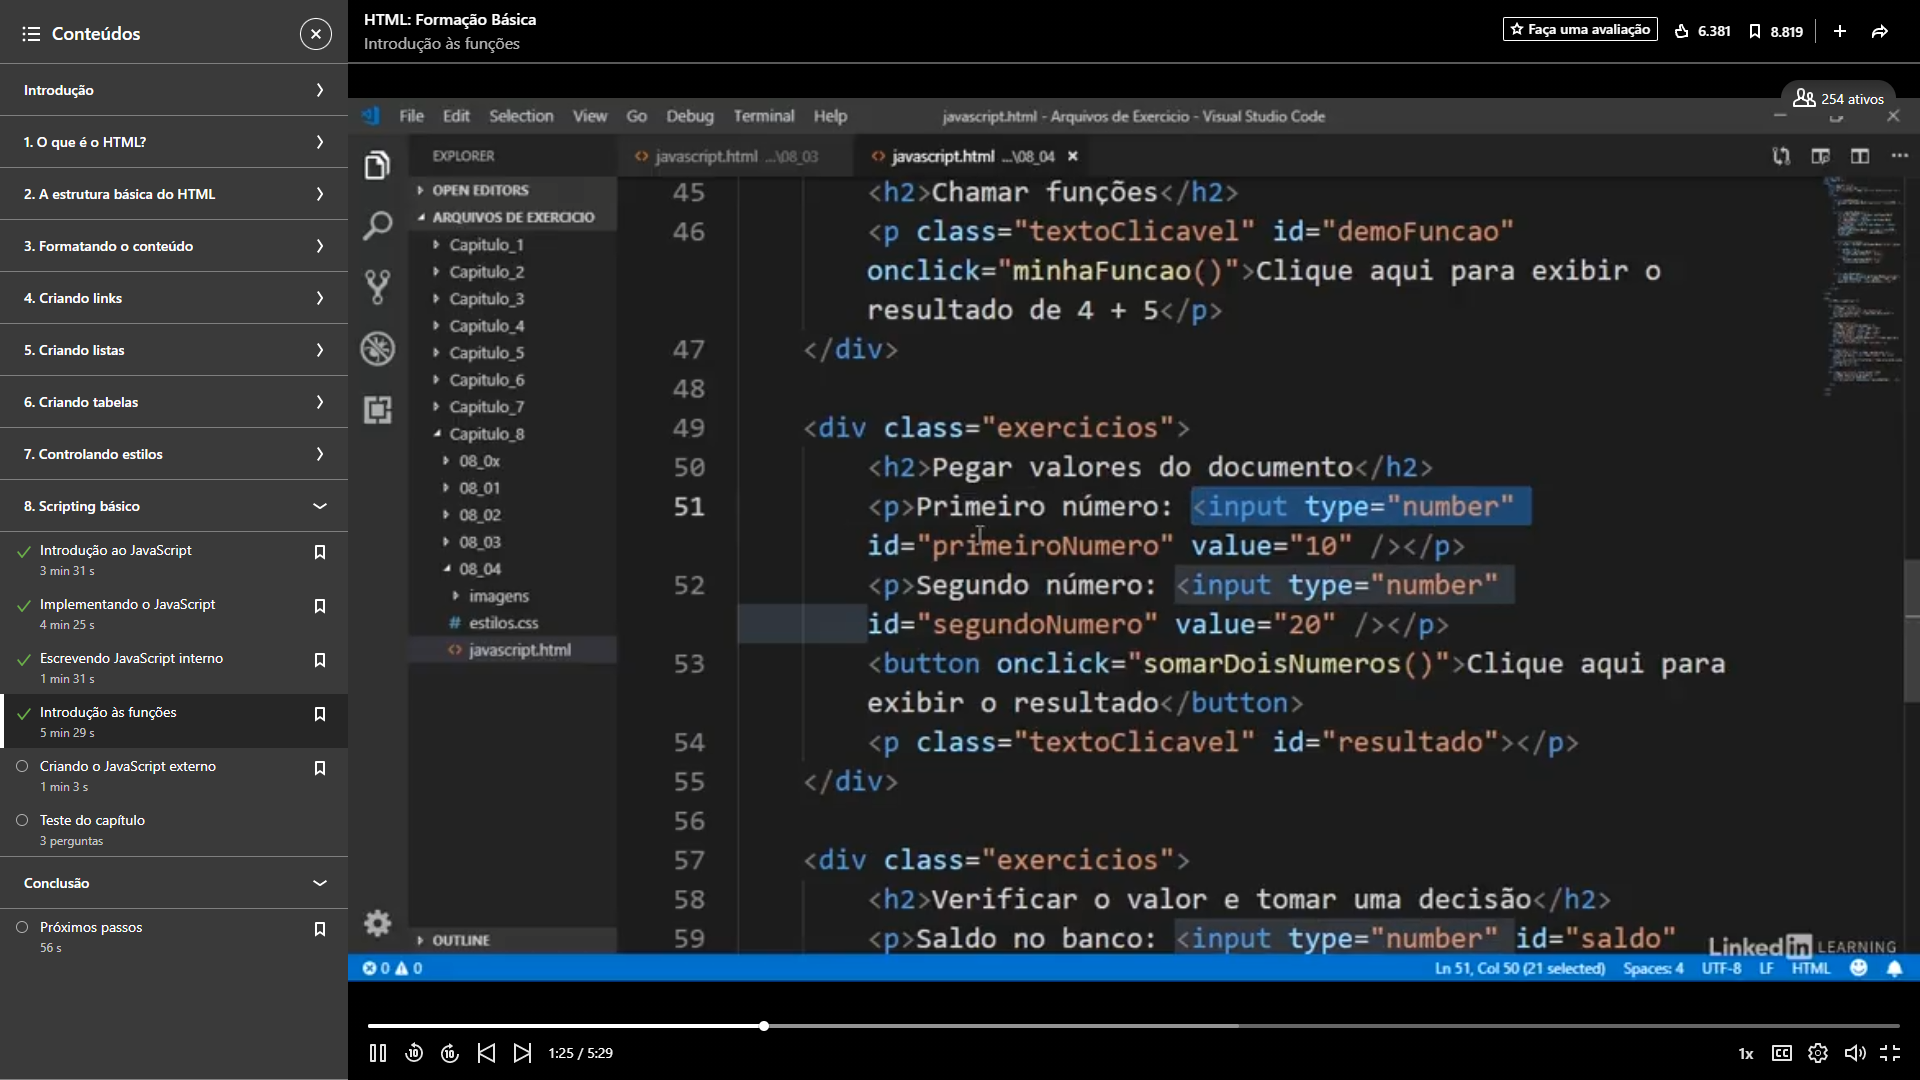 Conteúdos
Introdução
1. O que é o HTML?
2. A estrutura básica do HTML
3. Formatando o conteúdo
4. Criando links
5. Criando listas
6. Criando tabelas
7. Controlando estilos
8. Scripting básico
Introdução ao JavaScript
3 min 31 s
Implementando o JavaScript
4 min 25 s
Escrevendo JavaScript interno
1 min 31 s
Introdução às funções
5 min 29 s
Criando o JavaScript externo
1 min 3 s
Teste do capítulo
3 perguntas
Conclusão
Próximos passos
56 s
HTML: Formação Básica
Introdução às funções
Faça uma avaliação 6.381 8.819
254 ativos
File Edit Selection View Go Debug Terminal Help javascript.html - Arquivos de Exercicio - Visual Studio Code
EXPLORER
OPEN EDITORS
ARQUIVOS DE EXERCICIO
Capitulo_1
Capitulo_2
Capitulo_3
Capitulo_4
Capitulo_5
Capitulo_6
Capitulo_7
Capitulo_8
08_0x
08_01
08_02
08_03
08_04
imagens
# estilos.css
<> javascript.html
OUTLINE
<> javascript.html ...\08_03 <> javascript.html ...\08_04
45 <h2>Chamar funções</h2>
46 <p class="textoClicavel" id="demoFuncao"
onclick="minhaFuncao()">Clique aqui para exibir o
resultado de 4 + 5</p>
47 </div>
48
49 <div class="exercicios">
50 <h2>Pegar valores do documento</h2>
51 <p>Primeiro número: <input type="number"
id="primeiroNumero" value="10" /></p>
52 <p>Segundo número: <input type="number"
id="segundoNumero" value="20" /></p>
53 <button onclick="somarDoisNumeros()">Clique aqui para
exibir o resultado</button>
54 <p class="textoClicavel" id="resultado"></p>
55 </div>
56
57 <div class="exercicios">
58 <h2>Verificar o valor e tomar uma decisão</h2>
59 <p>Saldo no banco: <input type="number" id="saldo"
Linked in LEARNING
0 0 Ln 51, Col 50 (21 selected) Spaces: 4 UTF-8 LF HTML
10 10 1:25 / 5:29 1x CC